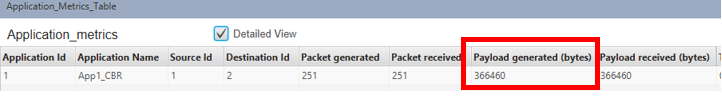 Application_Metrics_Table
Application_metrics Detailed View
Application Id Application Name Source Id Destination Id Packet generated Packet received Payload generated (bytes) Payload received (bytes)
1 App1_CBR 1 2 251 251 366460 366460